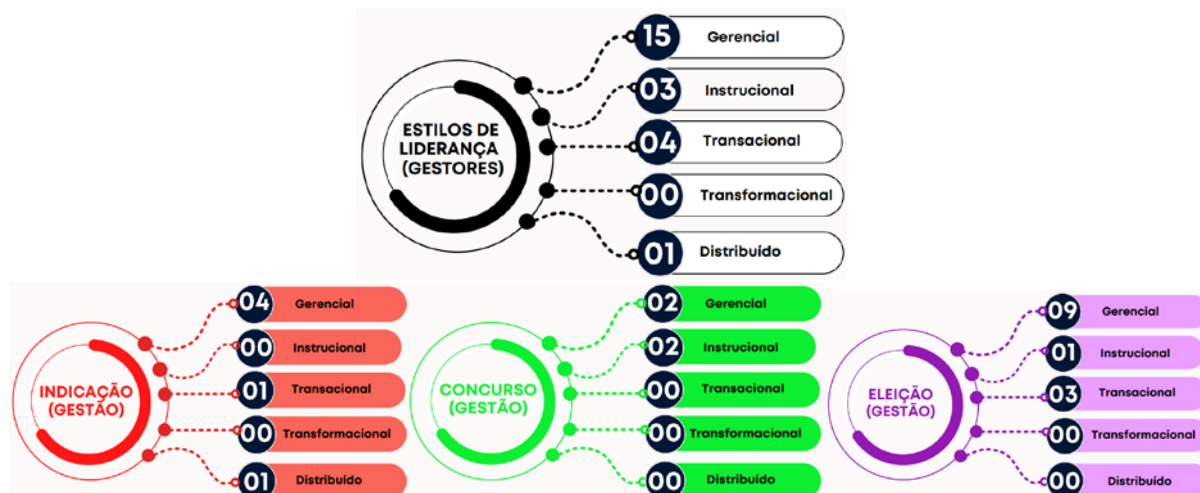 ESTILOS DE
LIDERANÇA
(GESTORES)
15 Gerencial
03 Instrucional
04 Transacional
00 Transformacional
01 Distribuído
INDICAÇÃO
(GESTÃO)
04 Gerencial
00 Instrucional
01 Transacional
00 Transformacional
01 Distribuído
CONCURSO
(GESTÃO)
02 Gerencial
02 Instrucional
00 Transacional
00 Transformacional
00 Distribuído
ELEIÇÃO
(GESTÃO)
09 Gerencial
01 Instrucional
03 Transacional
00 Transformacional
00 Distribuído